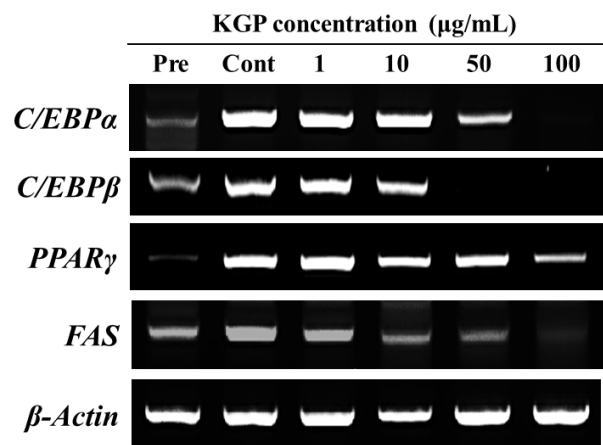 KGP concentration (μg/mL)
Pre Cont 1 10 50 100
C/EBPα
C/EBPβ
PPARγ
FAS
β-Actin